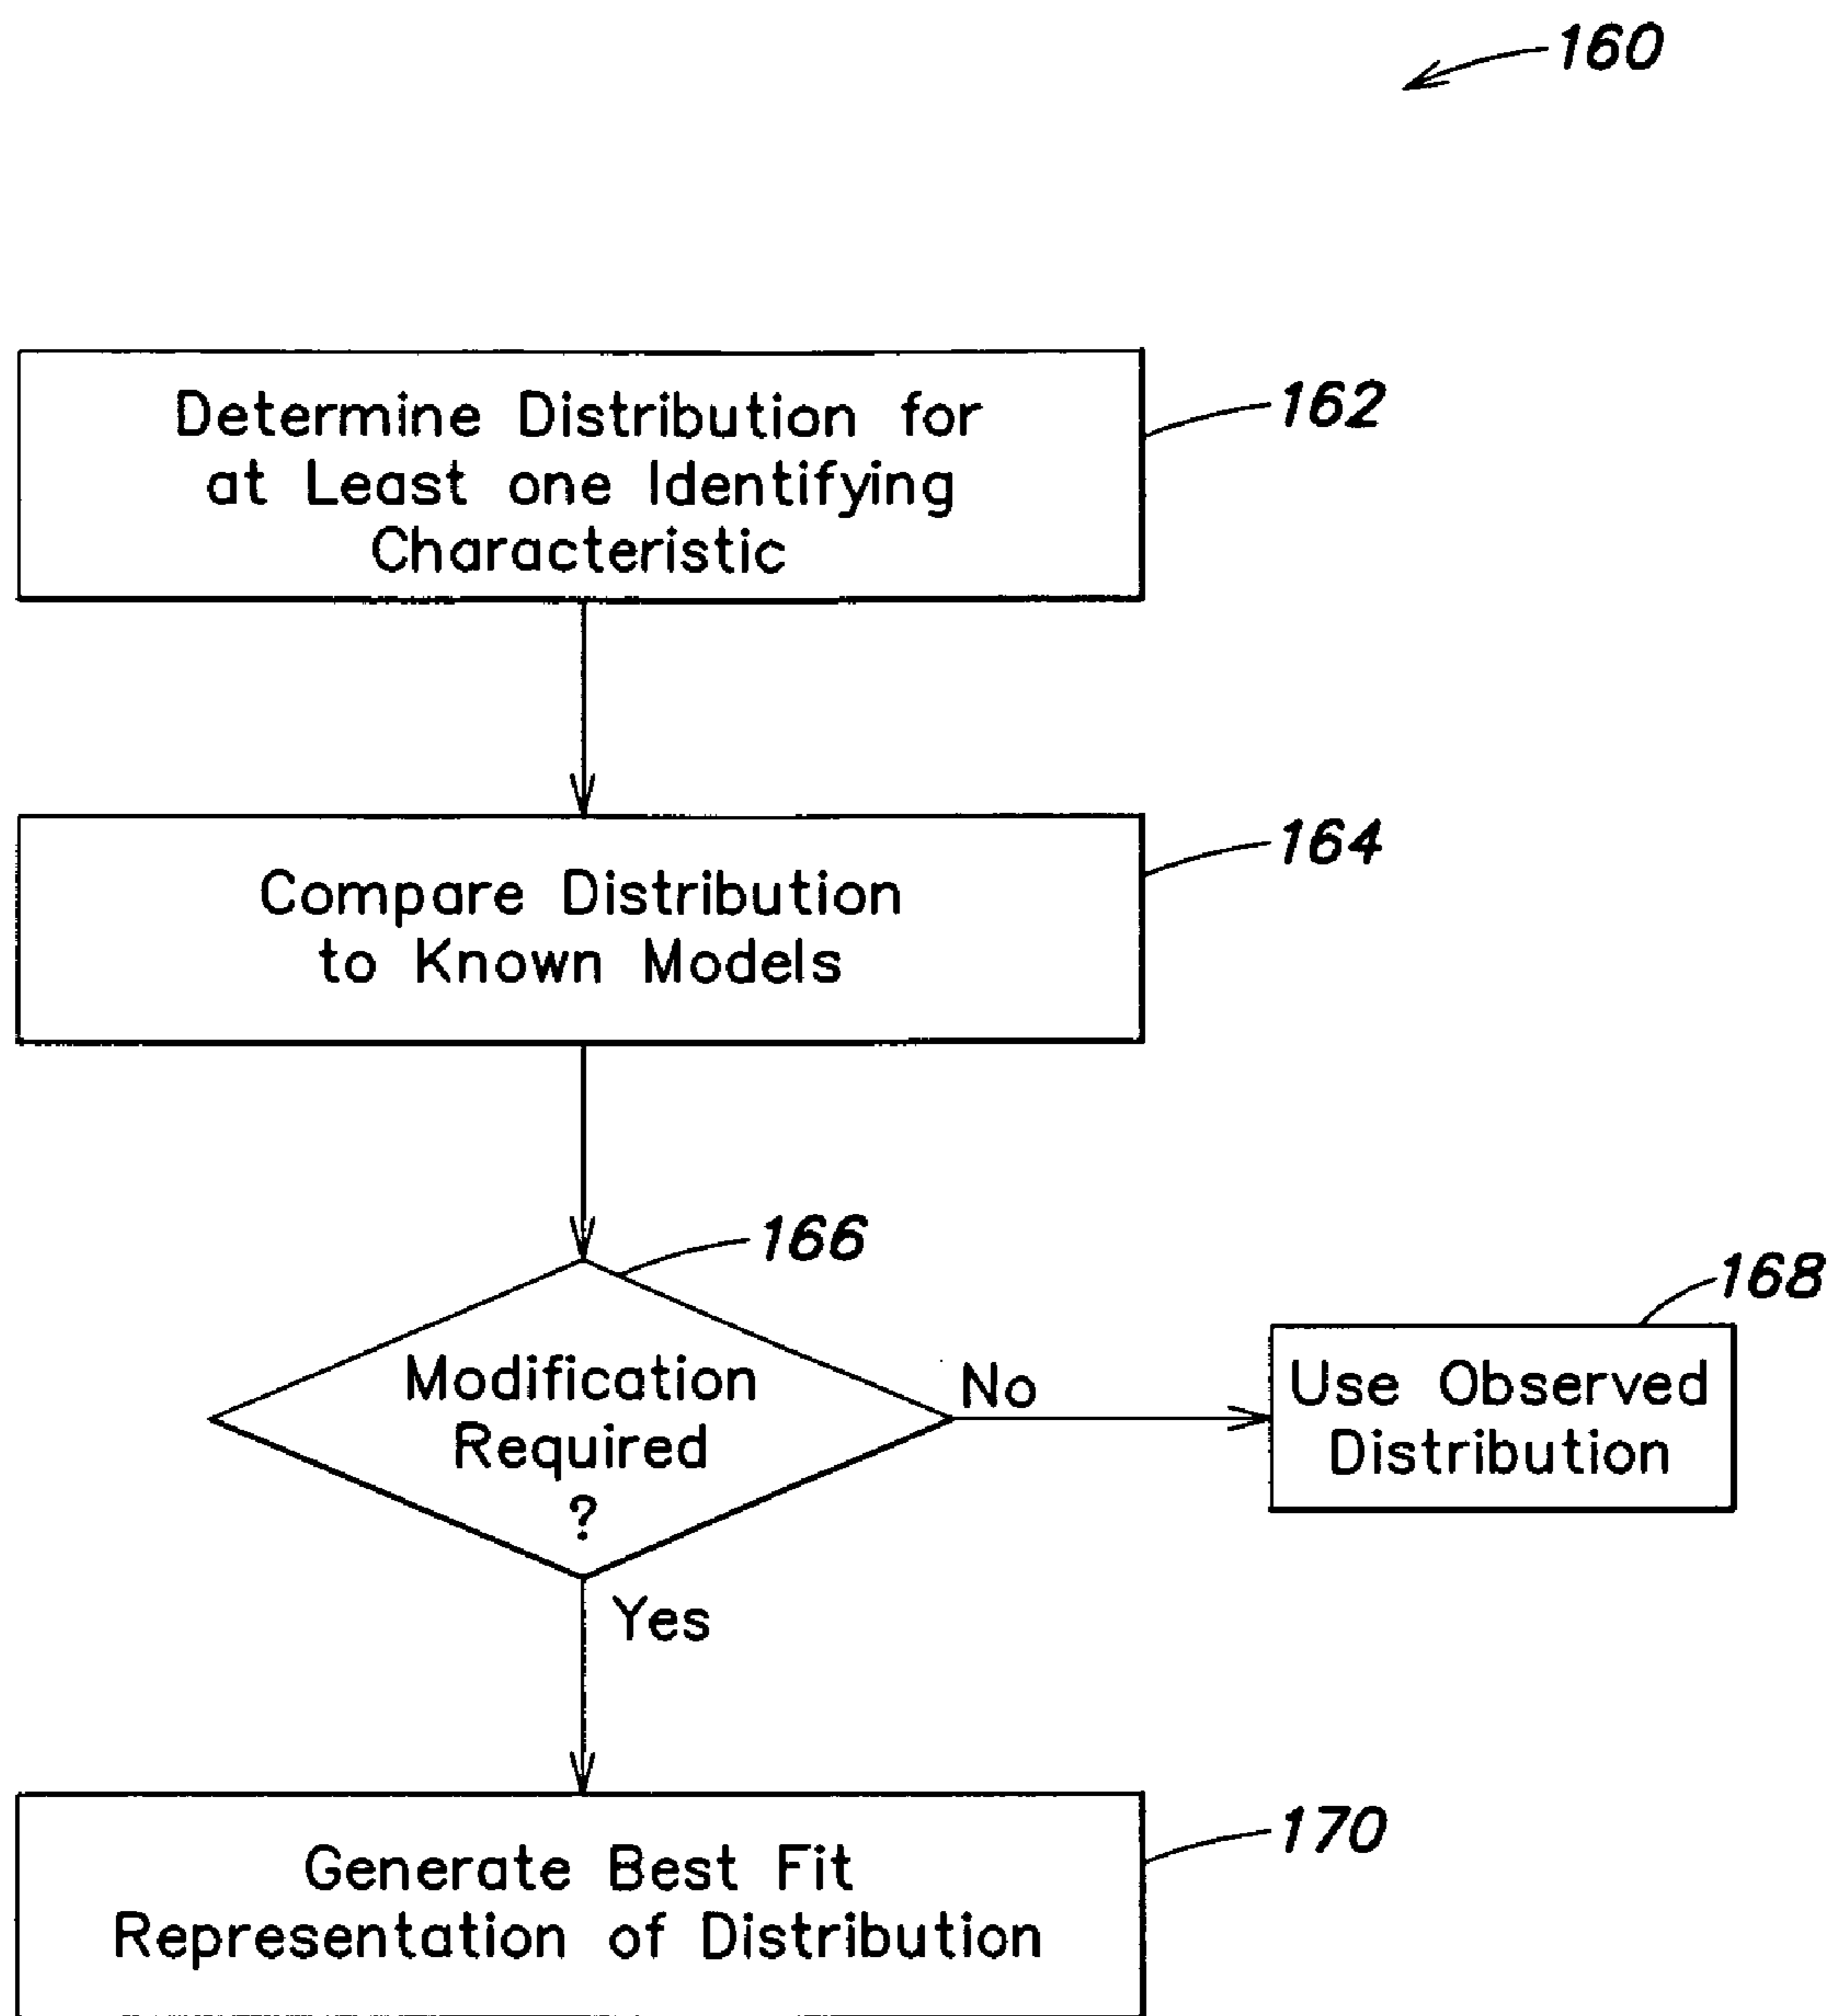 160
Determine Distribution for
at Least one Identifying
Characteristic
162
Compare Distribution
to Known Models
164
166
Modification
Required
?
No
168
Use Observed
Distribution
Yes
Generate Best Fit
Representation of Distribution
170